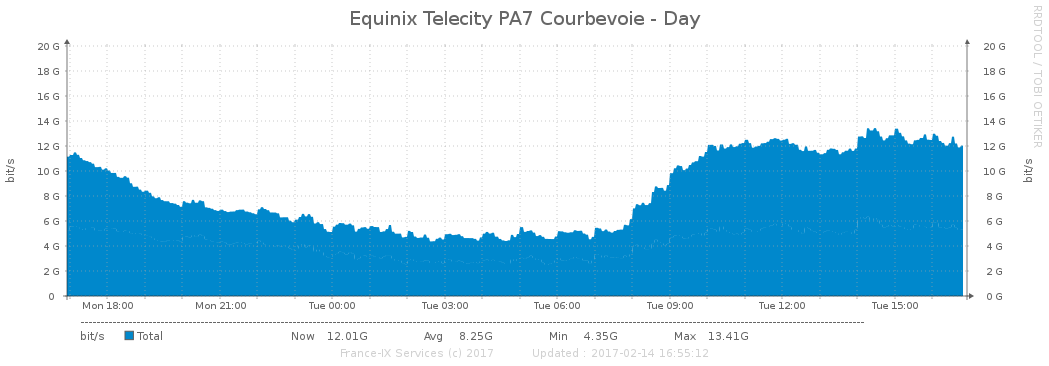 Equinix Telecity PA7 Courbevoie - Day
RRDTOOL / TOBI OETIKER
20 G 20 G
18 G 18 G
16 G 16 G
14 G 14 G
12 G 12 G
10 G 10 G
8 G 8 G
6 G 6 G
4 G 4 G
2 G 2 G
0 0 G
bit/s bit/s
Mon 18:00 Mon 21:00 Tue 00:00 Tue 03:00 Tue 06:00 Tue 09:00 Tue 12:00 Tue 15:00
bit/s Total Now 12.01G Avg 8.25G Min 4.35G Max 13.41G
France-IX Services (c) 2017 Updated : 2017-02-14 16:55:12